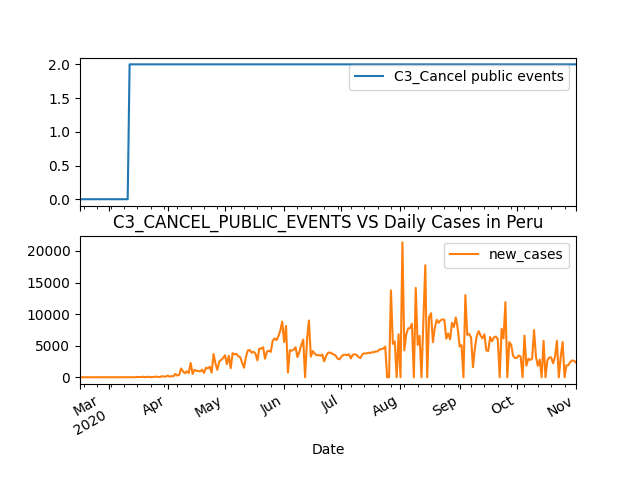 2.0
1.5
1.0
0.5
0.0
C3_Cancel public events
C3_CANCEL_PUBLIC_EVENTS VS Daily Cases in Peru
20000
15000
10000
5000
0
new_cases
Mar
2020
Apr
May
Jun
Jul
Aug
Sep
Oct
Nov
Date